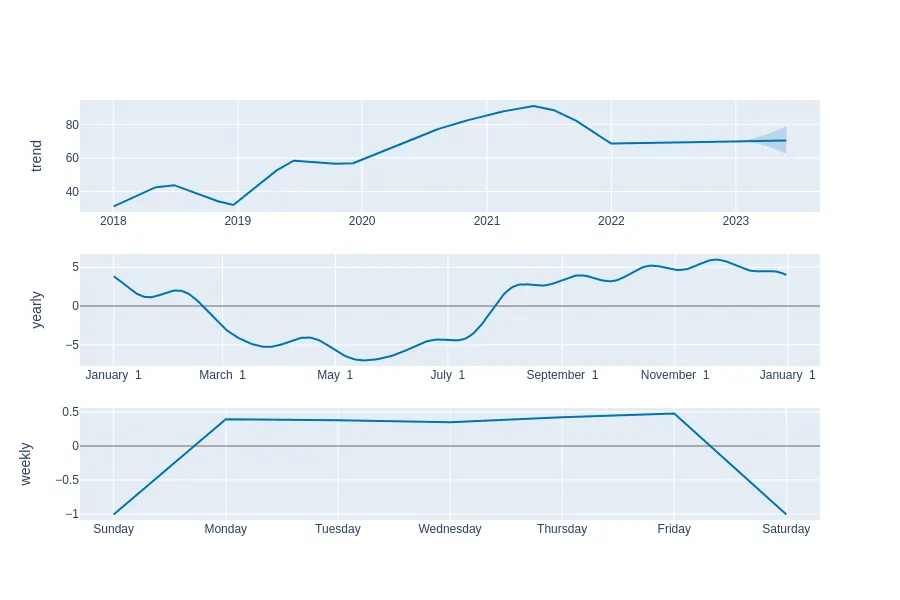 trend
80
60
40
2018 2019 2020 2021 2022 2023
yearly
5
0
−5
January 1 March 1 May 1 July 1 September 1 November 1 January 1
weekly
0.5
0
−0.5
−1
Sunday Monday Tuesday Wednesday Thursday Friday Saturday